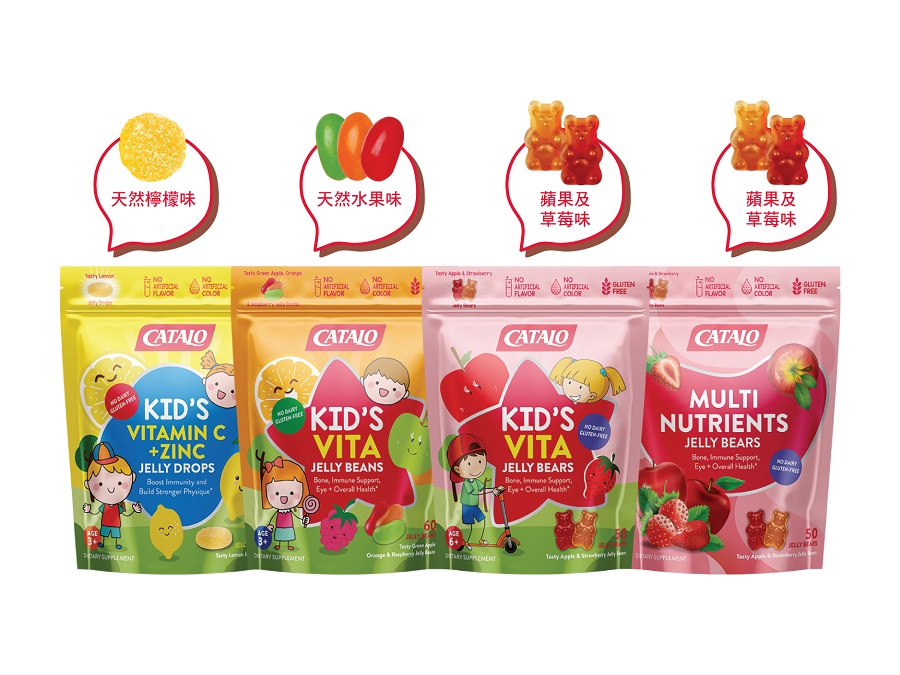 天然檸檬味
天然水果味
蘋果及
草莓味
蘋果及
草莓味
Tasty Lemon
Jelly Drops
NO
ARTIFICIAL
FLAVOR
NO
ARTIFICIAL
COLOR
CATALO
NO DAIRY
GLUTEN-FREE
KID'S
VITAMIN C
+ZINC
JELLY DROPS
Boost Immunity and
Build Stronger Physique*
AGE
3+
DIETARY SUPPLEMENT
Tasty Lemon
Tasty Green Apple, Orange
& Raspberry Jelly Beans
NO
ARTIFICIAL
FLAVOR
NO
ARTIFICIAL
COLOR
CATALO
NO DAIRY
GLUTEN-FREE
KID'S
VITA
JELLY BEANS
Bone, Immune Support,
Eye + Overall Health*
AGE
3+
60
JELLY BEANS
Tasty Green Apple
Orange & Raspberry Jelly Beans
DIETARY SUPPLEMENT
Tasty Apple & Strawberry
Jelly Bears
NO
ARTIFICIAL
FLAVOR
NO
ARTIFICIAL
COLOR
GLUTEN
FREE
CATALO
KID'S
VITA
JELLY BEARS
NO DAIRY
GLUTEN-FREE
Bone, Immune Support,
Eye + Overall Health*
AGE
6+
50
Tasty Apple & Strawberry Jelly Bears
DIETARY SUPPLEMENT
& Strawberry
NO
ARTIFICIAL
FLAVOR
NO
ARTIFICIAL
COLOR
GLUTEN
FREE
CATALO
MULTI
NUTRIENTS
JELLY BEARS
Bone, Immune Support,
Eye + Overall Health*
NO DAIRY
GLUTEN-FREE
50
JELLY BEARS
Tasty Apple & Strawberry Jelly Bears
DIETARY SUPPLEMENT